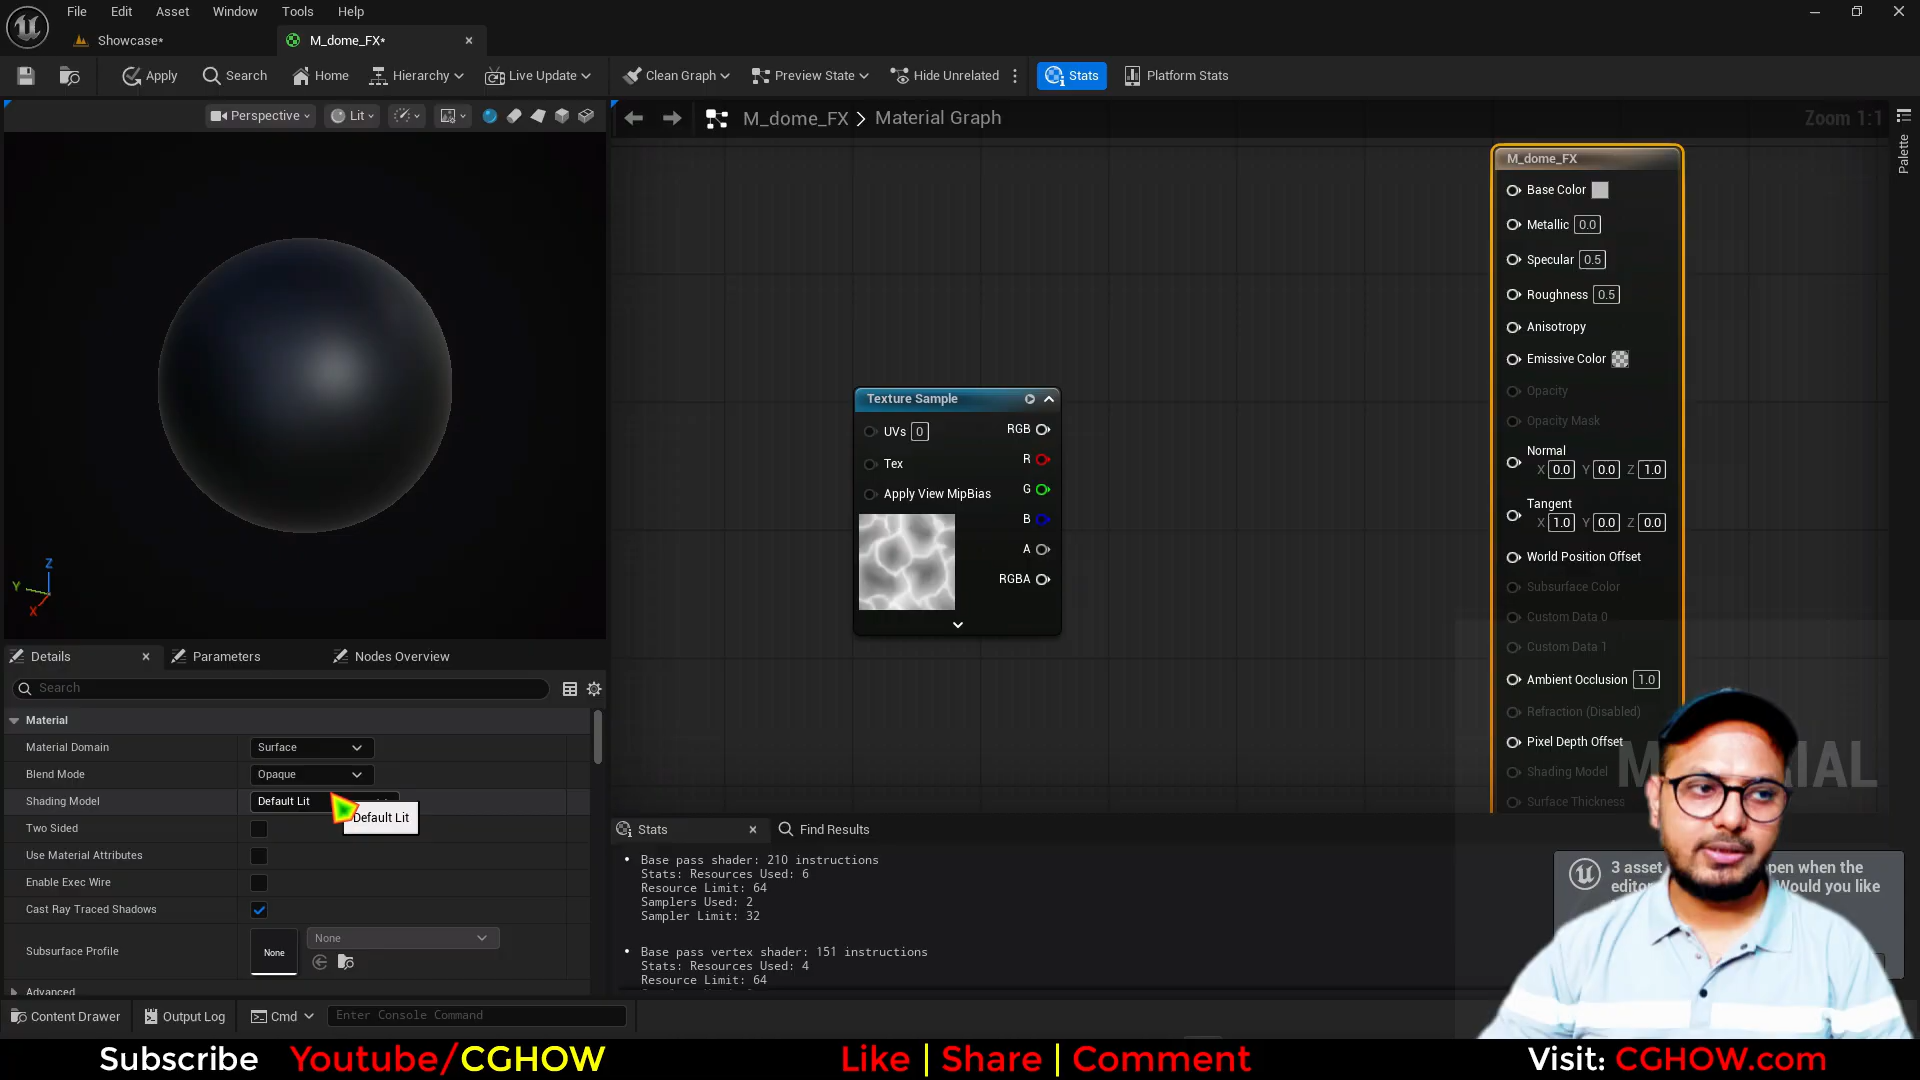 File Edit Asset Window Tools Help
Showcase* M_dome_FX*
Apply Search Home Hierarchy Live Update Clean Graph Preview State Hide Unrelated Stats Platform Stats
Perspective Lit
M_dome_FX > Material Graph
Zoom 1:1
Palette
M_dome_FX
Base Color
Metallic 0.0
Specular 0.5
Roughness 0.5
Anisotropy
Emissive Color
Opacity
Opacity Mask
Normal
X 0.0 Y 0.0 Z 1.0
Tangent
X 1.0 Y 0.0 Z 0.0
World Position Offset
Subsurface Color
Custom Data 0
Custom Data 1
Ambient Occlusion 1.0
Refraction (Disabled)
Pixel Depth Offset
Shading Model
Surface Thickness
Texture Sample
UVs 0 RGB
R
Tex
G
Apply View MipBias
B
A
RGBA
Z
Y
X
Details Parameters Nodes Overview
Search
Material
Material Domain Surface
Blend Mode Opaque
Shading Model Default Lit
Default Lit
Two Sided
Use Material Attributes
Enable Exec Wire
Cast Ray Traced Shadows
Subsurface Profile None None
Advanced
Stats Find Results
Base pass shader: 210 instructions
Stats: Resources Used: 6
Resource Limit: 64
Samplers Used: 2
Sampler Limit: 32
Base pass vertex shader: 151 instructions
Stats: Resources Used: 4
Resource Limit: 64
3 asset pen when the
editor Would you like
Content Drawer Output Log Cmd Enter Console Command
Subscribe Youtube/CGHOW Like | Share | Comment Visit: CGHOW.com